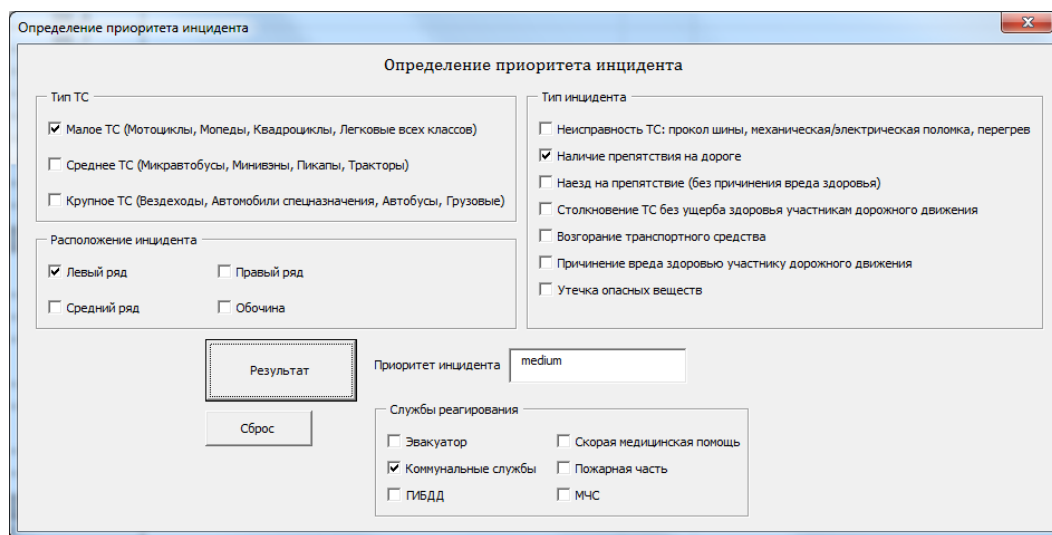 Определение приоритета инцидента
Определение приоритета инцидента
Тип ТС
Малое ТС (Мотоциклы, Мопеды, Квадроциклы, Легковые всех классов)
Среднее ТС (Микравтобусы, Минивэны, Пикапы, Тракторы)
Крупное ТС (Вездеходы, Автомобили спецназначения, Автобусы, Грузовые)
Расположение инцидента
Левый ряд
Правый ряд
Средний ряд
Обочина
Тип инцидента
Неисправность ТС: прокол шины, механическая/электрическая поломка, перегрев
Наличие препятствия на дороге
Наезд на препятствие (без причинения вреда здоровья)
Столкновение ТС без ущерба здоровья участникам дорожного движения
Возгорание транспортного средства
Причинение вреда здоровью участнику дорожного движения
Утечка опасных веществ
Результат
Приоритет инцидента
medium
Сброс
Службы реагирования
Эвакуатор
Скорая медицинская помощь
Коммунальные службы
Пожарная часть
ГИБДД
МЧС